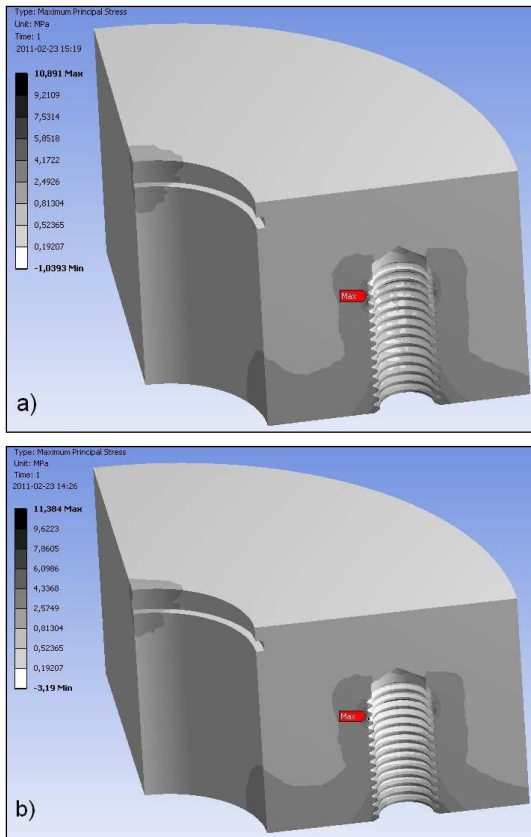 Type: Maximum Principal Stress
Unit: MPa
Time: 1
2011-02-23 15:19
10,891 Max
9,2109
7,5314
5,8518
4,1722
2,4926
0,81304
0,52365
0,19207
-1,0393 Min
Max
a)
Type: Maximum Principal Stress
Unit: MPa
Time: 1
2011-02-23 14:26
11,384 Max
9,6223
7,8605
6,0986
4,3368
2,5749
0,81304
0,52365
0,19207
-3,19 Min
Max
b)